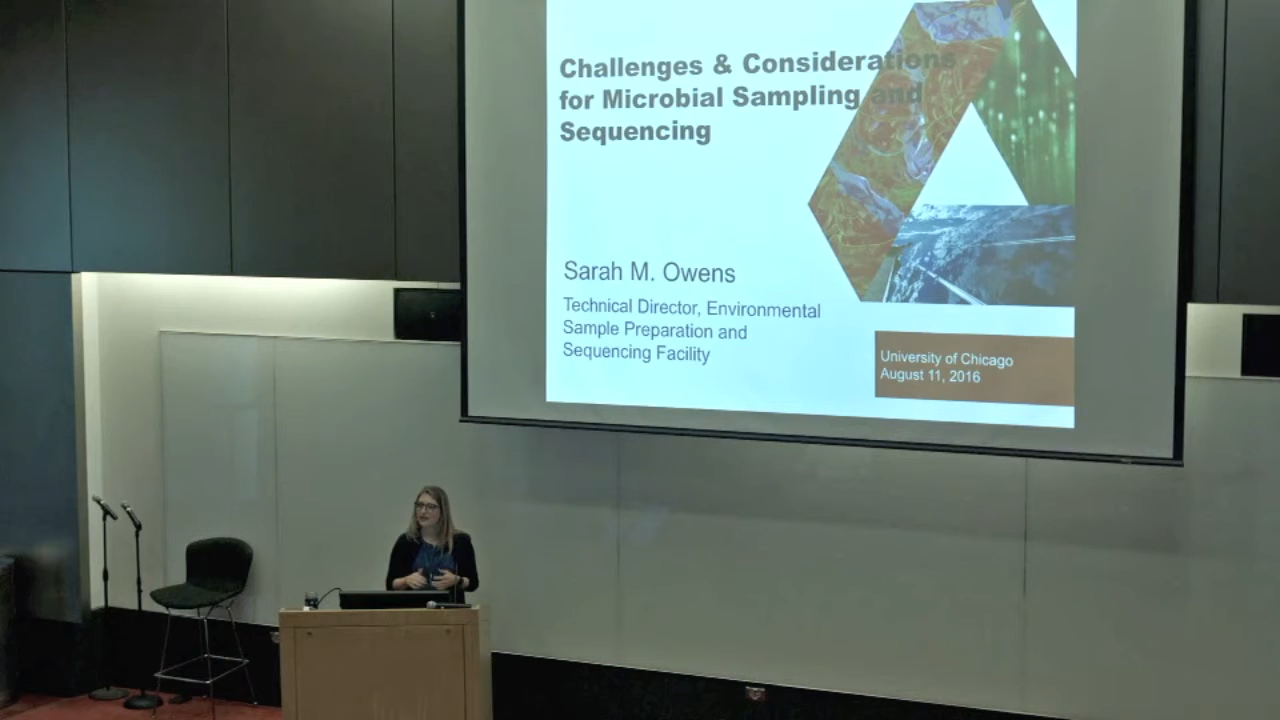 Challenges & Considerations
for Microbial Sampling and
Sequencing
Sarah M. Owens
Technical Director, Environmental
Sample Preparation and
Sequencing Facility
University of Chicago
August 11, 2016